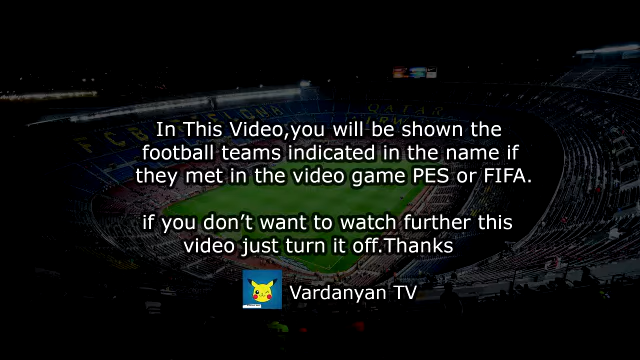 In This Video,you will be shown the
football teams indicated in the name if
they met in the video game PES or FIFA.
if you don’t want to watch further this
video just turn it off.Thanks
Vardanyan TV